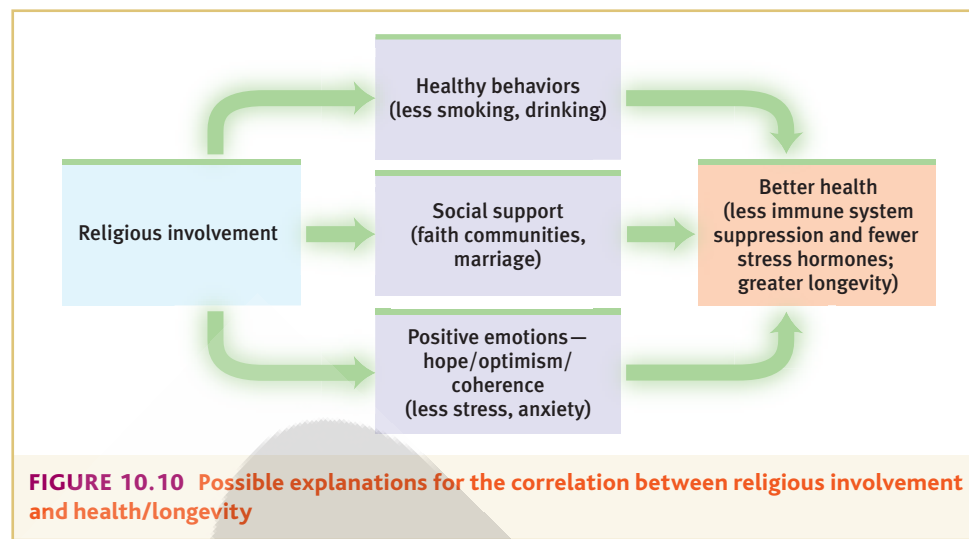 Healthy behaviors
(less smoking, drinking)
Religious involvement
Social support
(faith communities,
marriage)
Better health
(less immune system
suppression and fewer
stress hormones;
greater longevity)
Positive emotions—
hope/optimism/
coherence
(less stress, anxiety)
FIGURE 10.10 Possible explanations for the correlation between religious involvement
and health/longevity